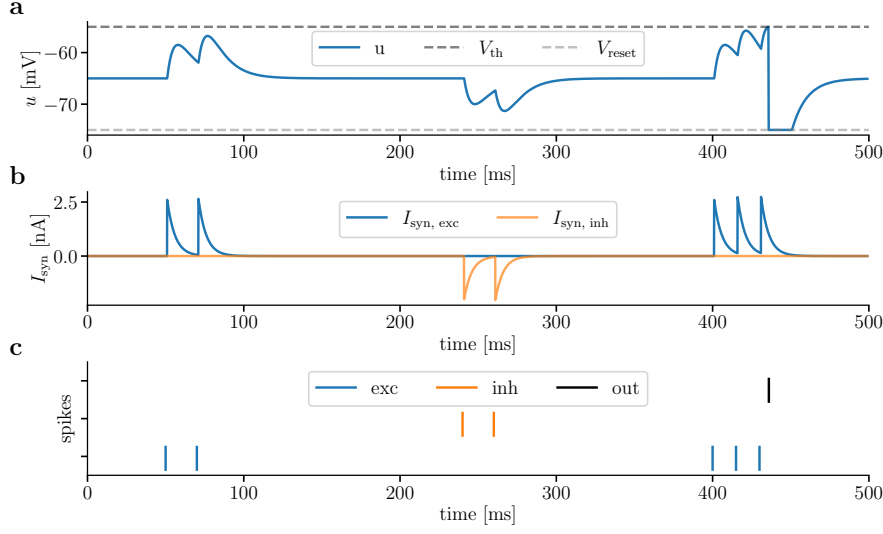 a
u [mV]
−60
−70
u V_th V_reset
0 100 200 300 400 500
time [ms]
b
I_syn [nA]
2.5
0.0
I_syn, exc I_syn, inh
0 100 200 300 400 500
time [ms]
c
spikes
exc inh out
0 100 200 300 400 500
time [ms]